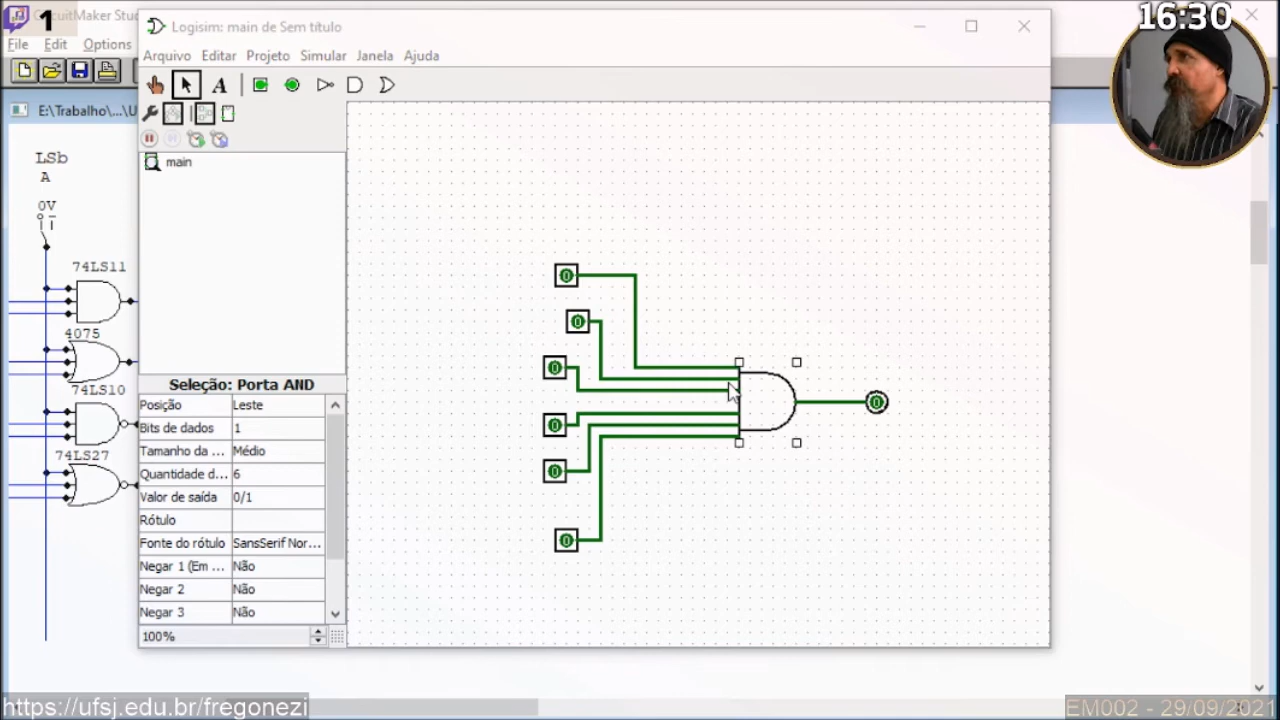 1
CircuitMaker Stu
16:30
File Edit Options
E:\Trabalho\...\U
LSb
A
0V
74LS11
4075
74LS10
74LS27
Logisim: main de Sem título
Arquivo Editar Projeto Simular Janela Ajuda
A
main
Seleção: Porta AND
Posição Leste
Bits de dados 1
Tamanho da ... Médio
Quantidade d... 6
Valor de saída 0/1
Rótulo
Fonte do rótulo SansSerif Nor...
Negar 1 (Em ... Não
Negar 2 Não
Negar 3 Não
100%
0
0
0
0
0
0
0
https://ufsj.edu.br/fregonezi
EM002 - 29/09/2021